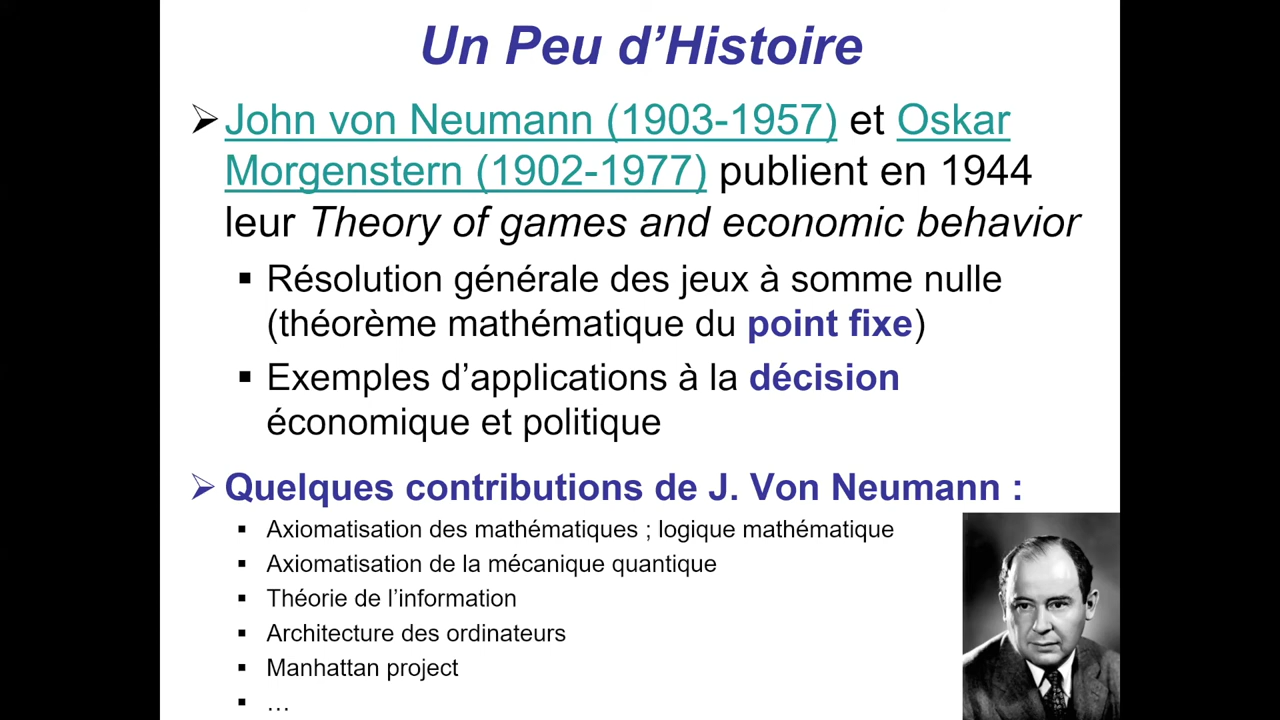 Un Peu d’Histoire
➢ John von Neumann (1903-1957) et Oskar
Morgenstern (1902-1977) publient en 1944
leur Theory of games and economic behavior
▪ Résolution générale des jeux à somme nulle
(théorème mathématique du point fixe)
▪ Exemples d’applications à la décision
économique et politique
➢ Quelques contributions de J. Von Neumann :
▪ Axiomatisation des mathématiques ; logique mathématique
▪ Axiomatisation de la mécanique quantique
▪ Théorie de l’information
▪ Architecture des ordinateurs
▪ Manhattan project
▪ …